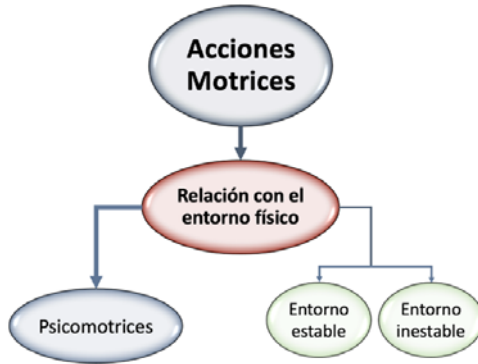 Acciones
Motrices
Relación con el
entorno físico
Psicomotrices
Entorno
estable
Entorno
inestable